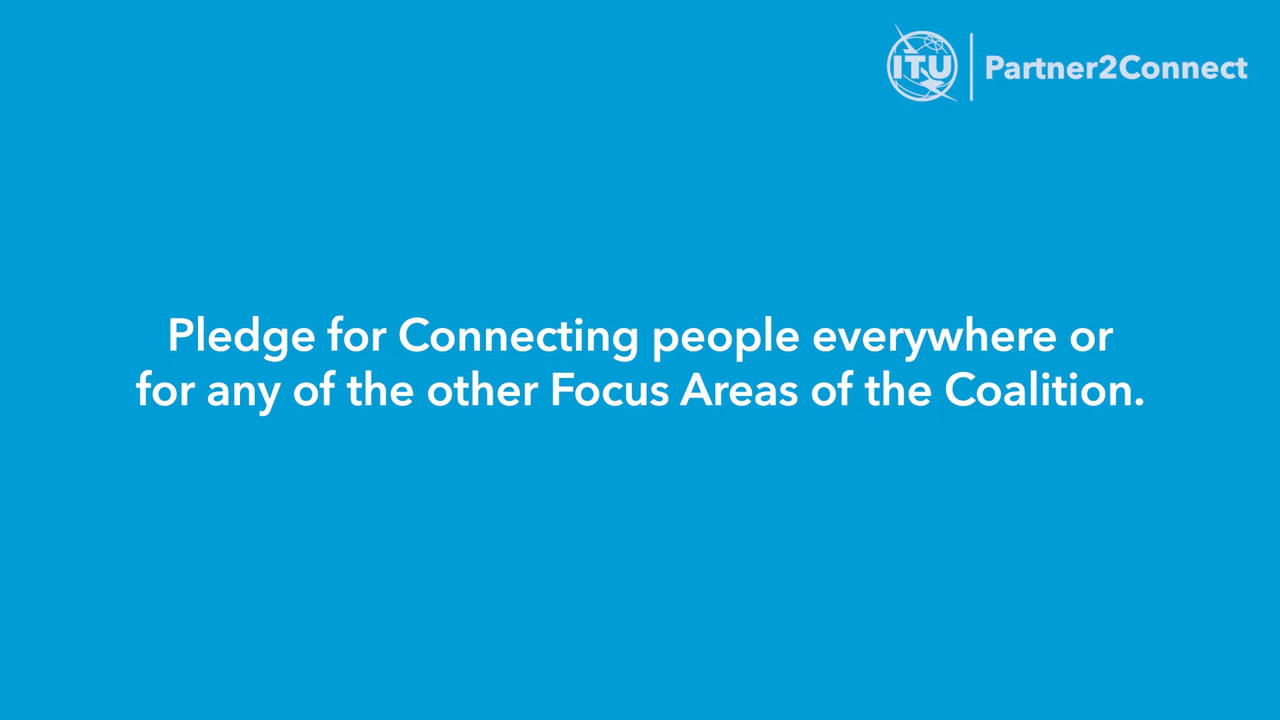 ITU
Partner2Connect
Pledge for Connecting people everywhere or
for any of the other Focus Areas of the Coalition.